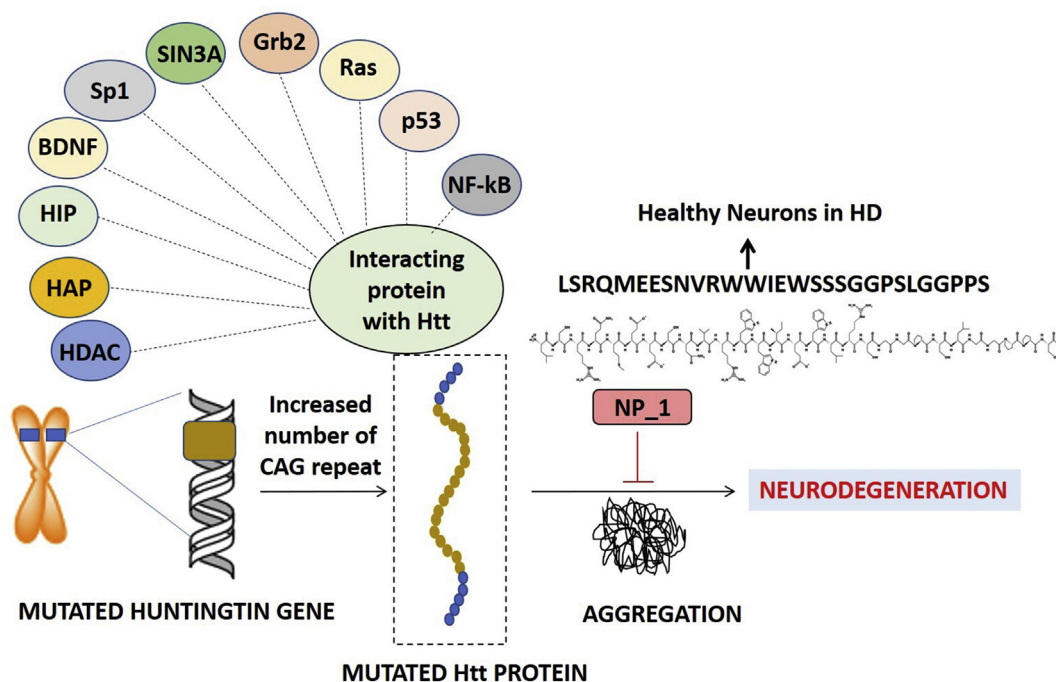 Grb2
SIN3A
Ras
Sp1
p53
BDNF
NF-kB
HIP
HAP
HDAC
Interacting
protein
with Htt
Healthy Neurons in HD
LSRQMEESNVRWWIEWSSSGGPSLGGPPS
NP_1
Increased
number of
CAG repeat
NEURODEGENERATION
MUTATED HUNTINGTIN GENE
AGGREGATION
MUTATED Htt PROTEIN